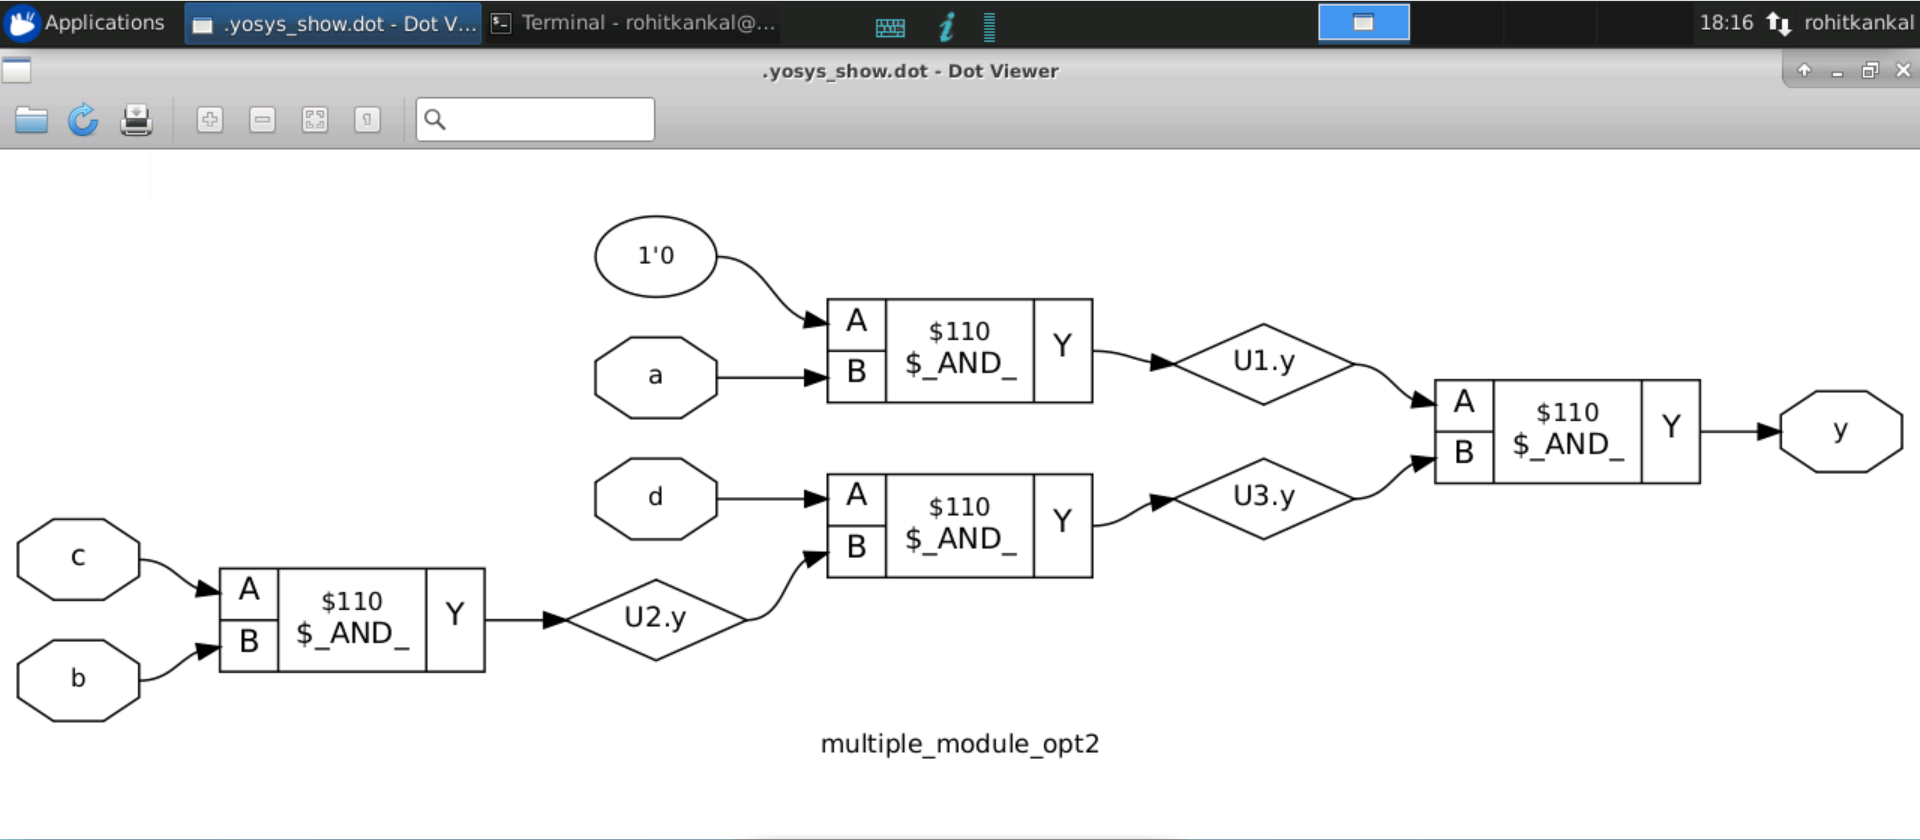 Applications
.yosys_show.dot - Dot V...
Terminal - rohitkankal@...
18:16
rohitkankal
.yosys_show.dot - Dot Viewer
1'0
a
A
B
$110
$_AND_
Y
U1.y
d
A
B
$110
$_AND_
Y
U3.y
A
B
$110
$_AND_
Y
y
c
b
A
B
$110
$_AND_
Y
U2.y
multiple_module_opt2